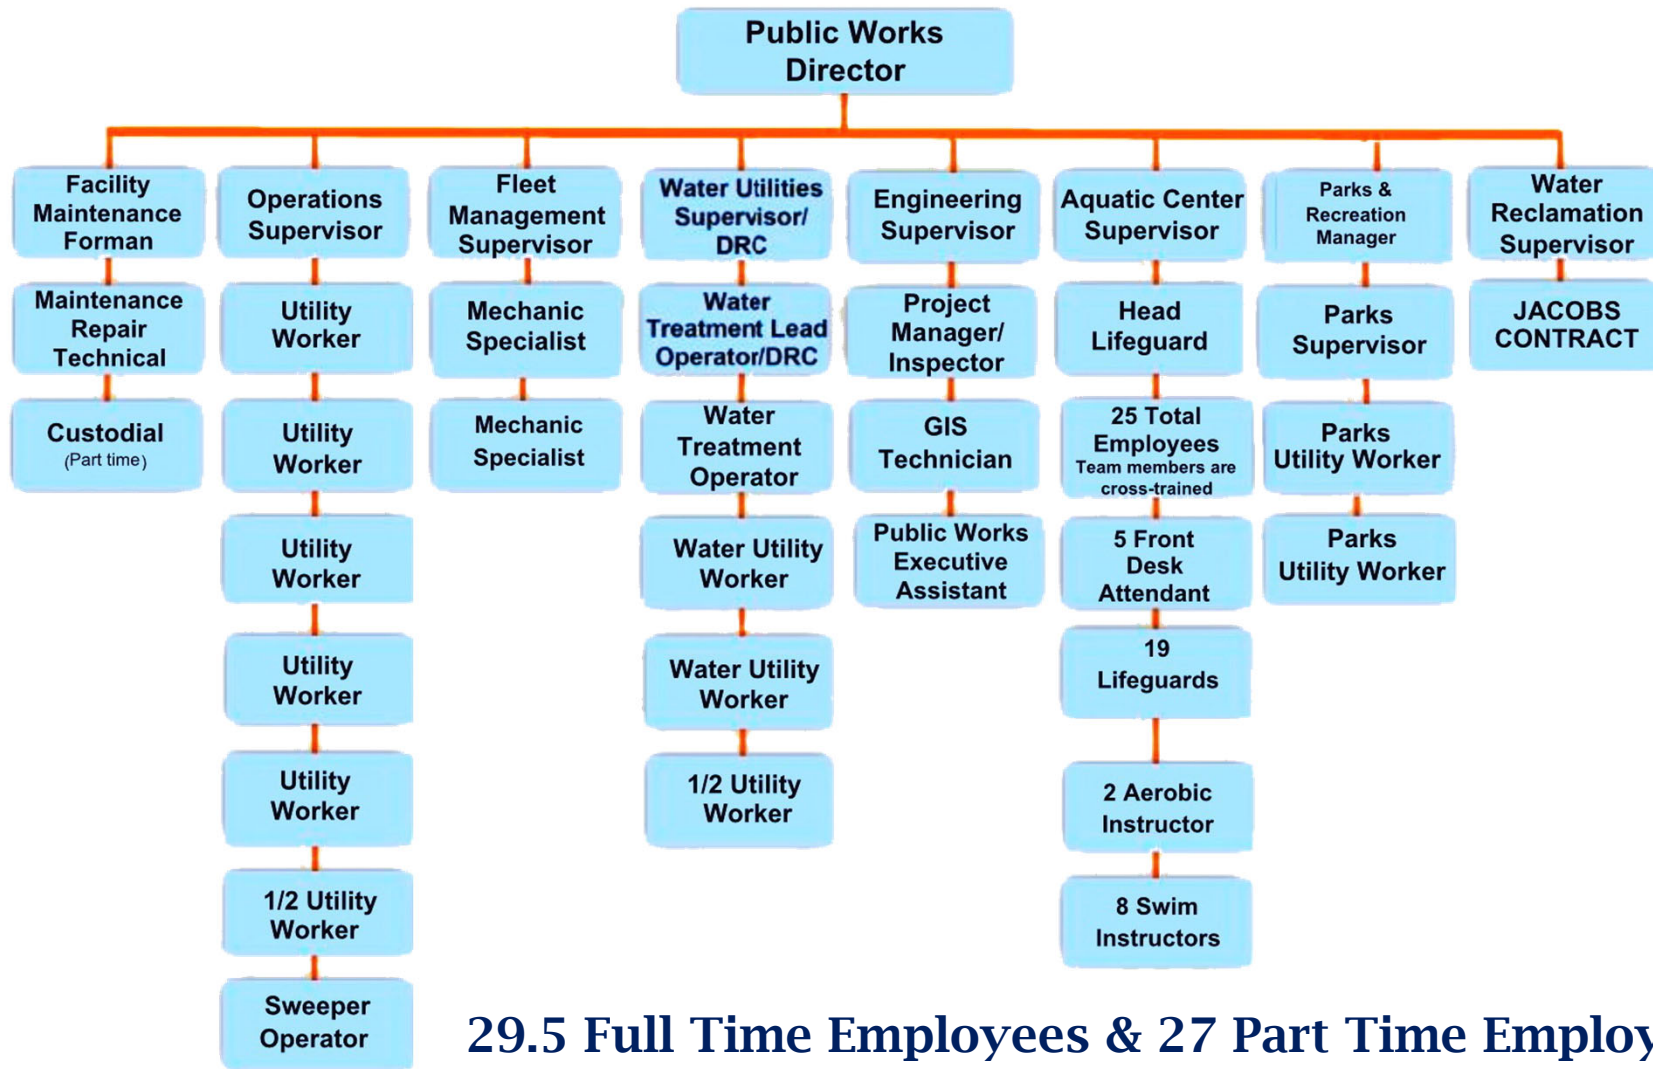 Public Works
Director
Facility
Maintenance
Forman
Operations
Supervisor
Fleet
Management
Supervisor
Water Utilities
Supervisor/
DRC
Engineering
Supervisor
Aquatic Center
Supervisor
Parks &
Recreation
Manager
Water
Reclamation
Supervisor
Maintenance
Repair
Technical
Utility
Worker
Mechanic
Specialist
Water
Treatment Lead
Operator/DRC
Project
Manager/
Inspector
Head
Lifeguard
Parks
Supervisor
JACOBS
CONTRACT
Custodial
(Part time)
Utility
Worker
Mechanic
Specialist
Water
Treatment
Operator
GIS
Technician
25 Total
Employees
Team members are
cross-trained
Parks
Utility Worker
Utility
Worker
Water Utility
Worker
Public Works
Executive
Assistant
5 Front
Desk
Attendant
Parks
Utility Worker
Utility
Worker
Water Utility
Worker
19
Lifeguards
Utility
Worker
1/2 Utility
Worker
2 Aerobic
Instructor
1/2 Utility
Worker
8 Swim
Instructors
Sweeper
Operator
29.5 Full Time Employees & 27 Part Time Employ